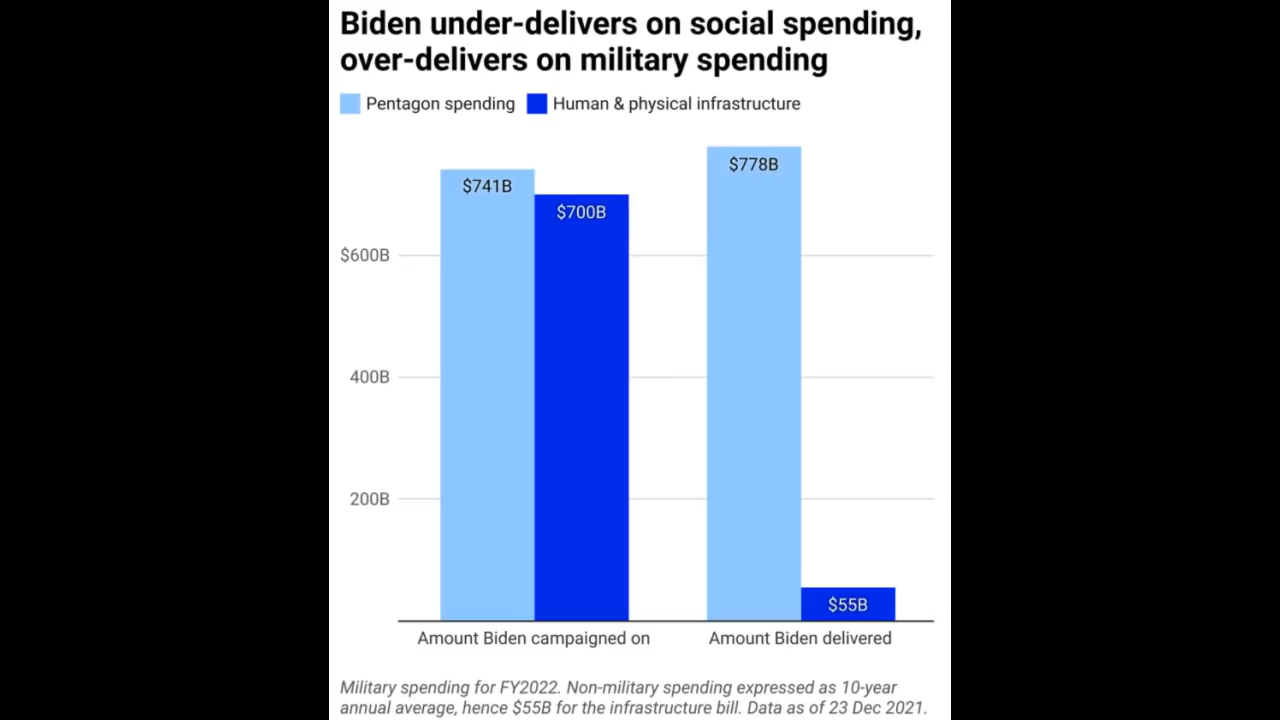 Biden under-delivers on social spending,
over-delivers on military spending
Pentagon spending Human & physical infrastructure
$778B
$741B
$700B
$600B
400B
200B
$55B
Amount Biden campaigned on Amount Biden delivered
Military spending for FY2022. Non-military spending expressed as 10-year
annual average, hence $55B for the infrastructure bill. Data as of 23 Dec 2021.